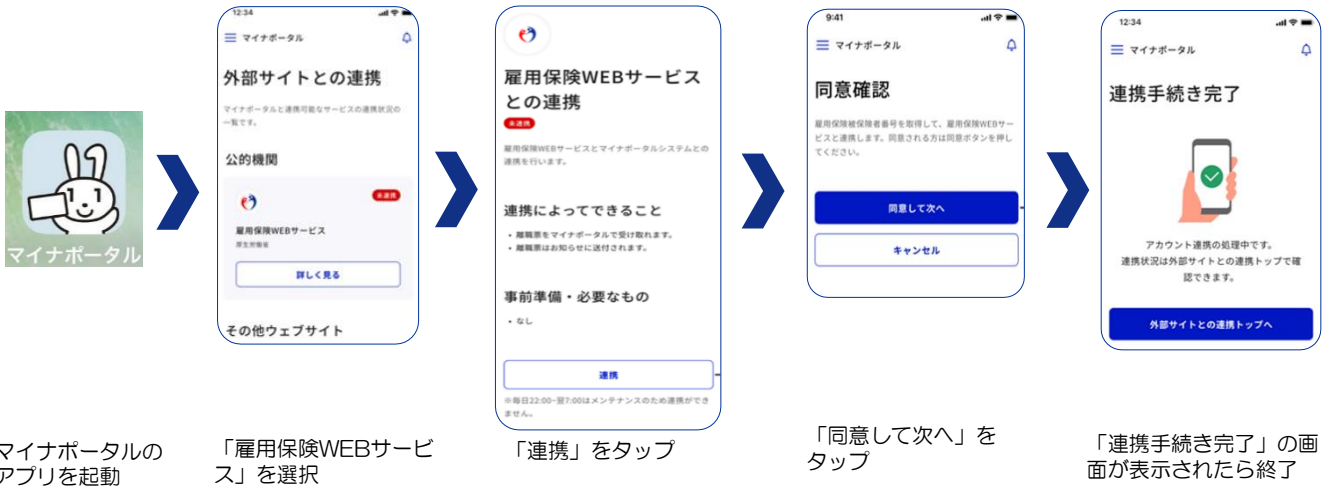 マイナポータル
マイナポータルの
アプリを起動
12:34
マイナポータル
外部サイトとの連携
マイナポータルと連携可能なサービスの連携状況の
一覧です。
公的機関
未連携
雇用保険WEBサービス
厚生労働省
詳しく見る
その他ウェブサイト
「雇用保険WEBサービ
ス」を選択
雇用保険WEBサービス
との連携
未連携
雇用保険WEBサービスとマイナポータルシステムとの
連携を行います。
連携によってできること
・離職票をマイナポータルで受け取れます。
・離職票はお知らせに送付されます。
事前準備・必要なもの
・なし
連携
※毎日22:00~翌7:00はメンテナンスのため連携ができ
ません。
「連携」をタップ
9:41
マイナポータル
同意確認
雇用保険被保険者番号を取得して、雇用保険WEBサー
ビスと連携します。同意される方は同意ボタンを押し
てください。
同意して次へ
キャンセル
「同意して次へ」を
タップ
12:34
マイナポータル
連携手続き完了
アカウント連携の処理中です。
連携状況は外部サイトとの連携トップで確
認できます。
外部サイトとの連携トップへ
「連携手続き完了」の画
面が表示されたら終了